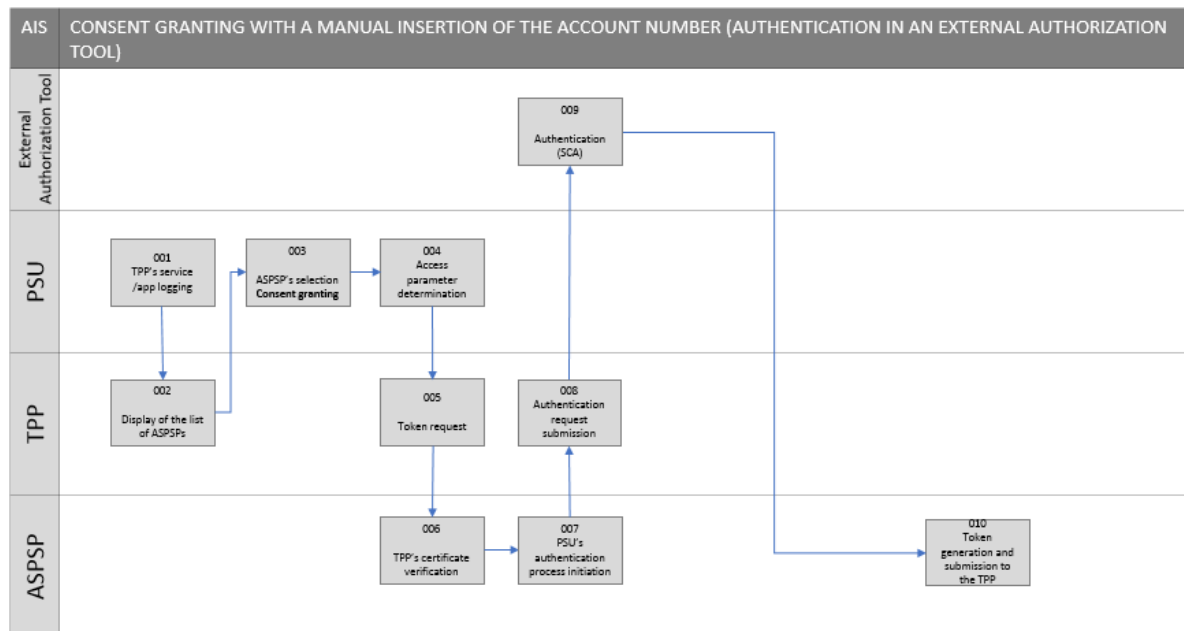 AIS
CONSENT GRANTING WITH A MANUAL INSERTION OF THE ACCOUNT NUMBER (AUTHENTICATION IN AN EXTERNAL AUTHORIZATION
TOOL)
External
Authorization Tool
009
Authentication
(SCA)
PSU
001
TPP's service
/app logging
003
ASPSP's selection
Consent granting
004
Access
parameter
determination
TPP
002
Display of the list
of ASPSPs
005
Token request
008
Authentication
request
submission
ASPSP
006
TPP's certificate
verification
007
PSU's
authentication
process initiation
010
Token
generation and
submission to
the TPP